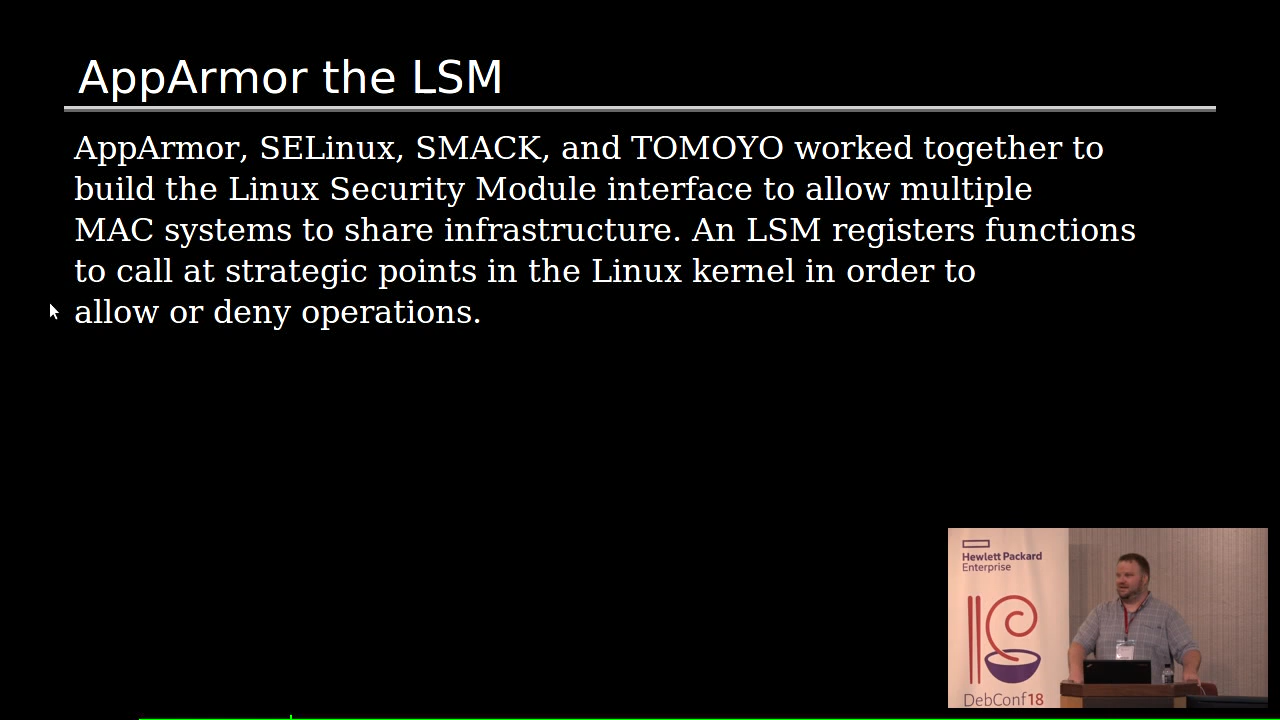 AppArmor the LSM
AppArmor, SELinux, SMACK, and TOMOYO worked together to
build the Linux Security Module interface to allow multiple
MAC systems to share infrastructure. An LSM registers functions
to call at strategic points in the Linux kernel in order to
allow or deny operations.
Hewlett Packard
Enterprise
DebConf18